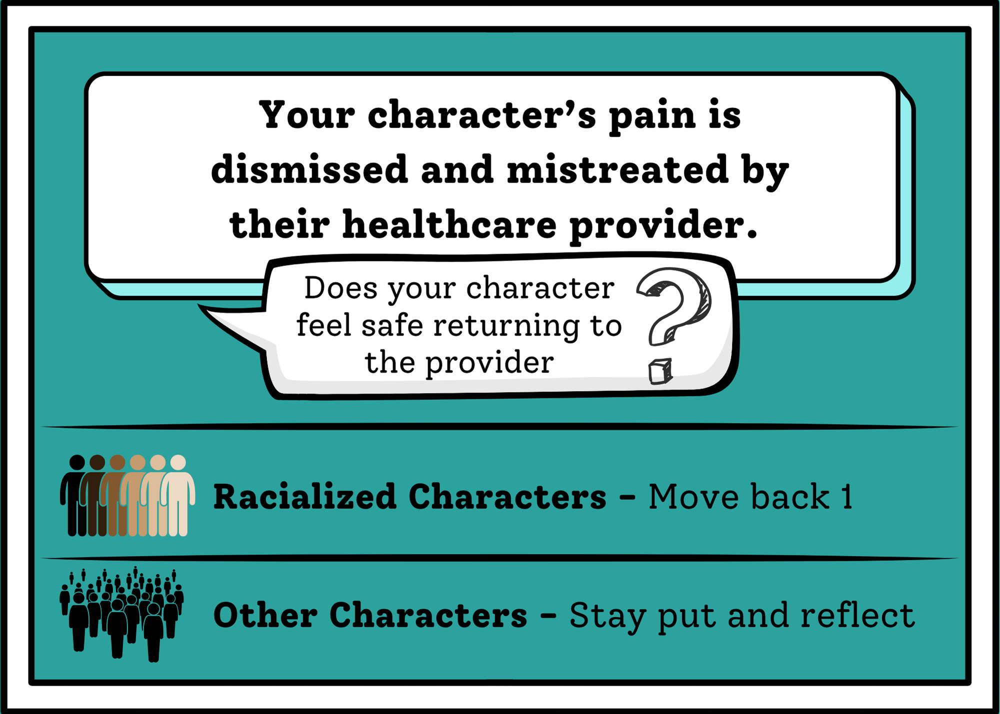 Your character’s pain is
dismissed and mistreated by
their healthcare provider.
Does your character
feel safe returning to
the provider ?
Racialized Characters – Move back 1
Other Characters – Stay put and reflect